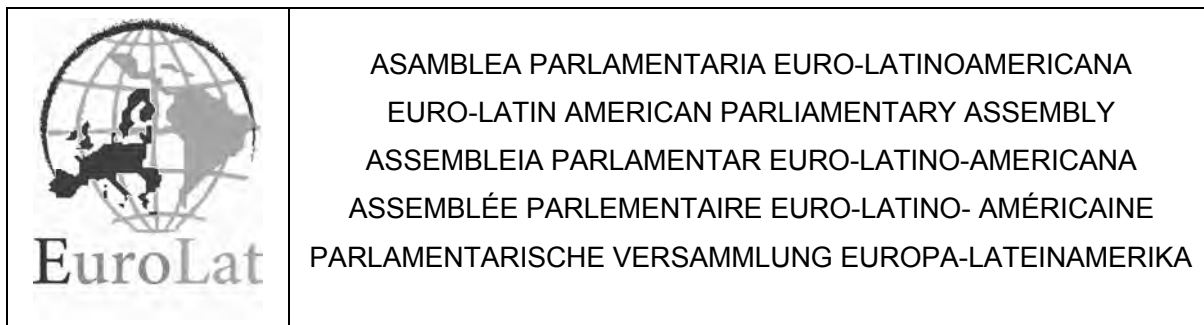 EuroLat
ASAMBLEA PARLAMENTARIA EURO-LATINOAMERICANA
EURO-LATIN AMERICAN PARLIAMENTARY ASSEMBLY
ASSEMBLEIA PARLAMENTAR EURO-LATINO-AMERICANA
ASSEMBLÉE PARLEMENTAIRE EURO-LATINO- AMÉRICAINE
PARLAMENTARISCHE VERSAMMLUNG EUROPA-LATEINAMERIKA